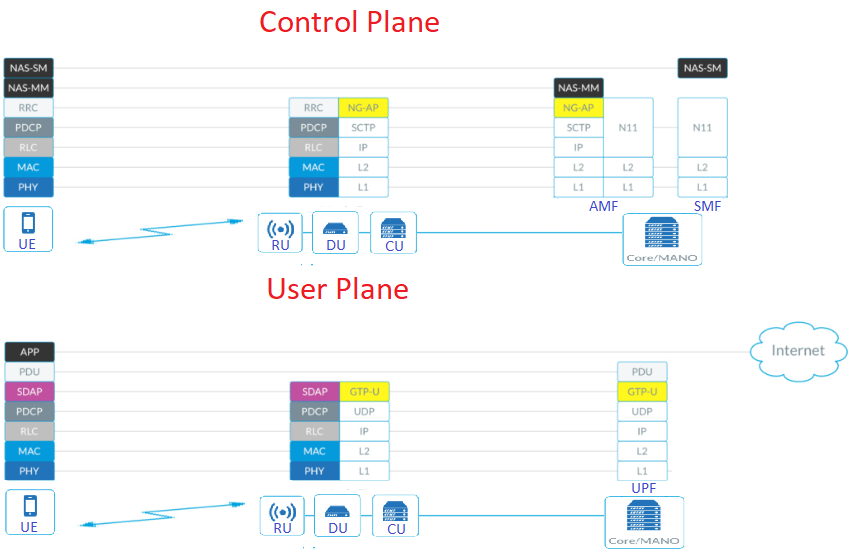 Control Plane
NAS-SM NAS-SM
NAS-MM NAS-MM
RRC RRC NG-AP NG-AP
PDCP PDCP SCTP SCTP N11 N11
RLC RLC IP IP
MAC MAC L2 L2 L2 L2
PHY PHY L1 L1 L1 L1
AMF SMF
UE RU DU CU Core/MANO
User Plane
APP Internet
PDU PDU
SDAP SDAP GTP-U GTP-U
PDCP PDCP UDP UDP
RLC RLC IP IP
MAC MAC L2 L2
PHY PHY L1 L1
UPF
UE RU DU CU Core/MANO